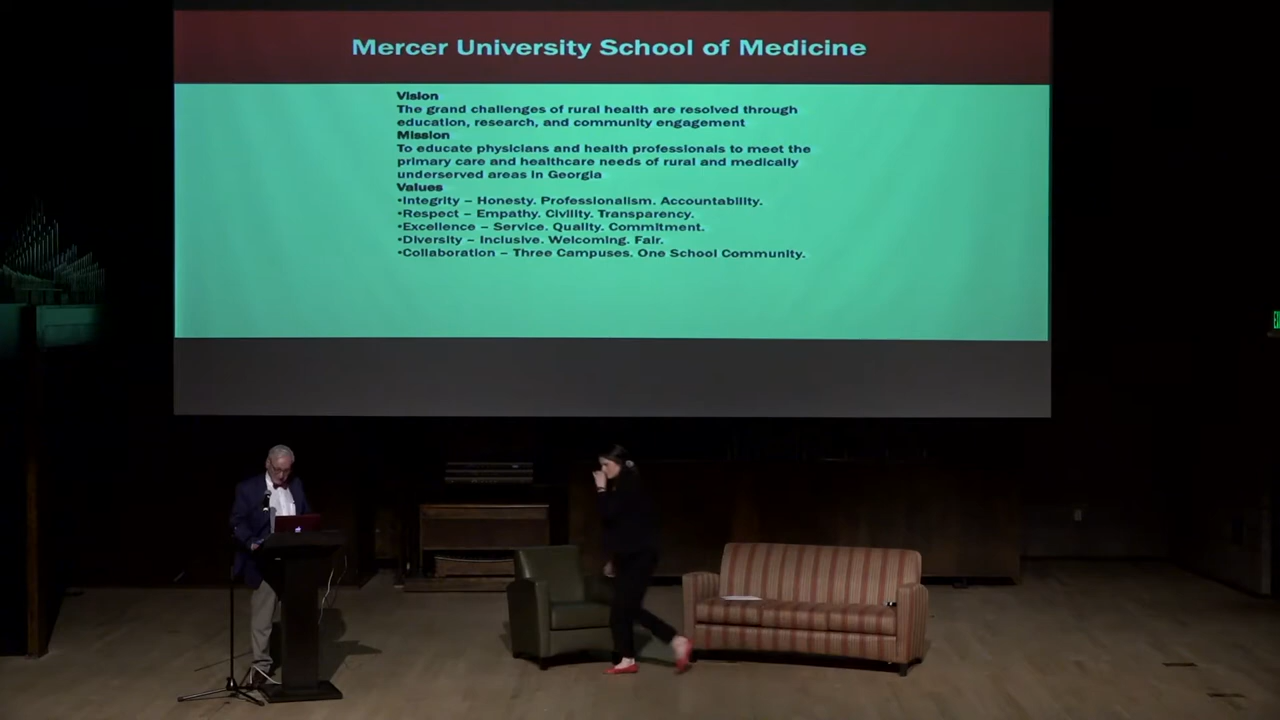 Mercer University School of Medicine
Vision
The grand challenges of rural health are resolved through
education, research, and community engagement
Mission
To educate physicians and health professionals to meet the
primary care and healthcare needs of rural and medically
underserved areas in Georgia
Values
•Integrity – Honesty. Professionalism. Accountability.
•Respect – Empathy. Civility. Transparency.
•Excellence – Service. Quality. Commitment.
•Diversity – Inclusive. Welcoming. Fair.
•Collaboration – Three Campuses. One School Community.